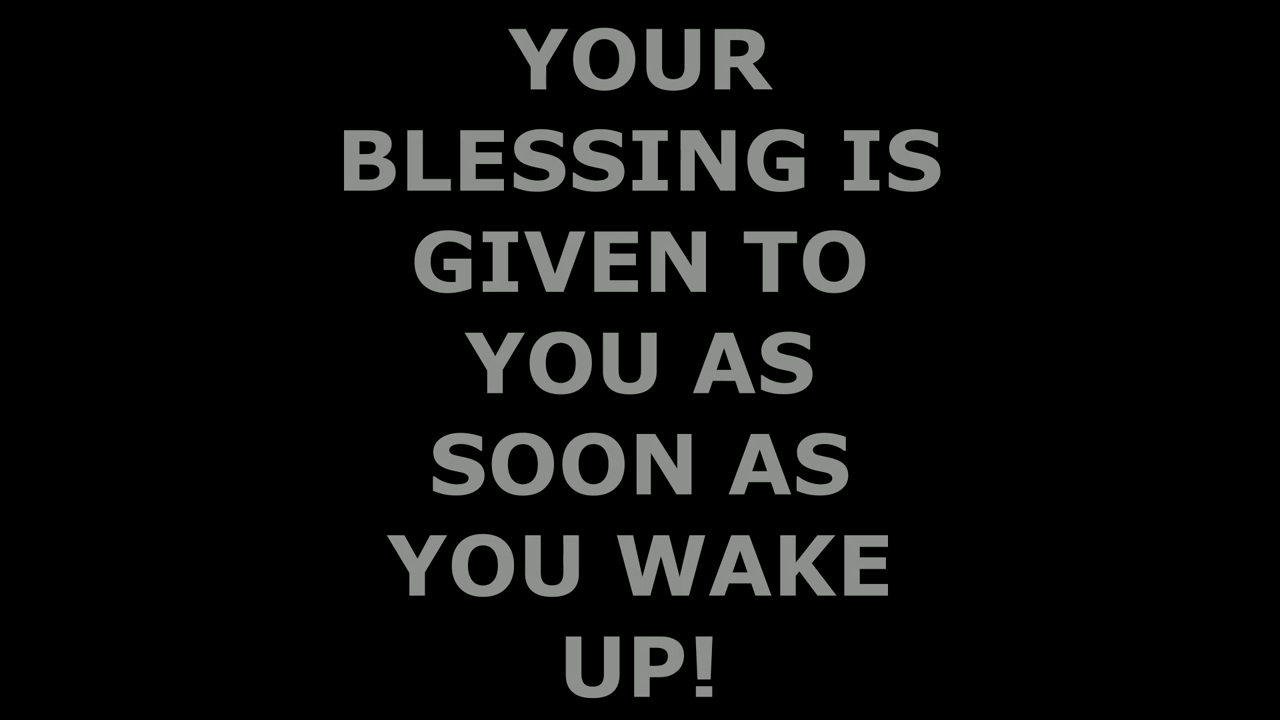 YOUR
BLESSING IS
GIVEN TO
YOU AS
SOON AS
YOU WAKE
UP!